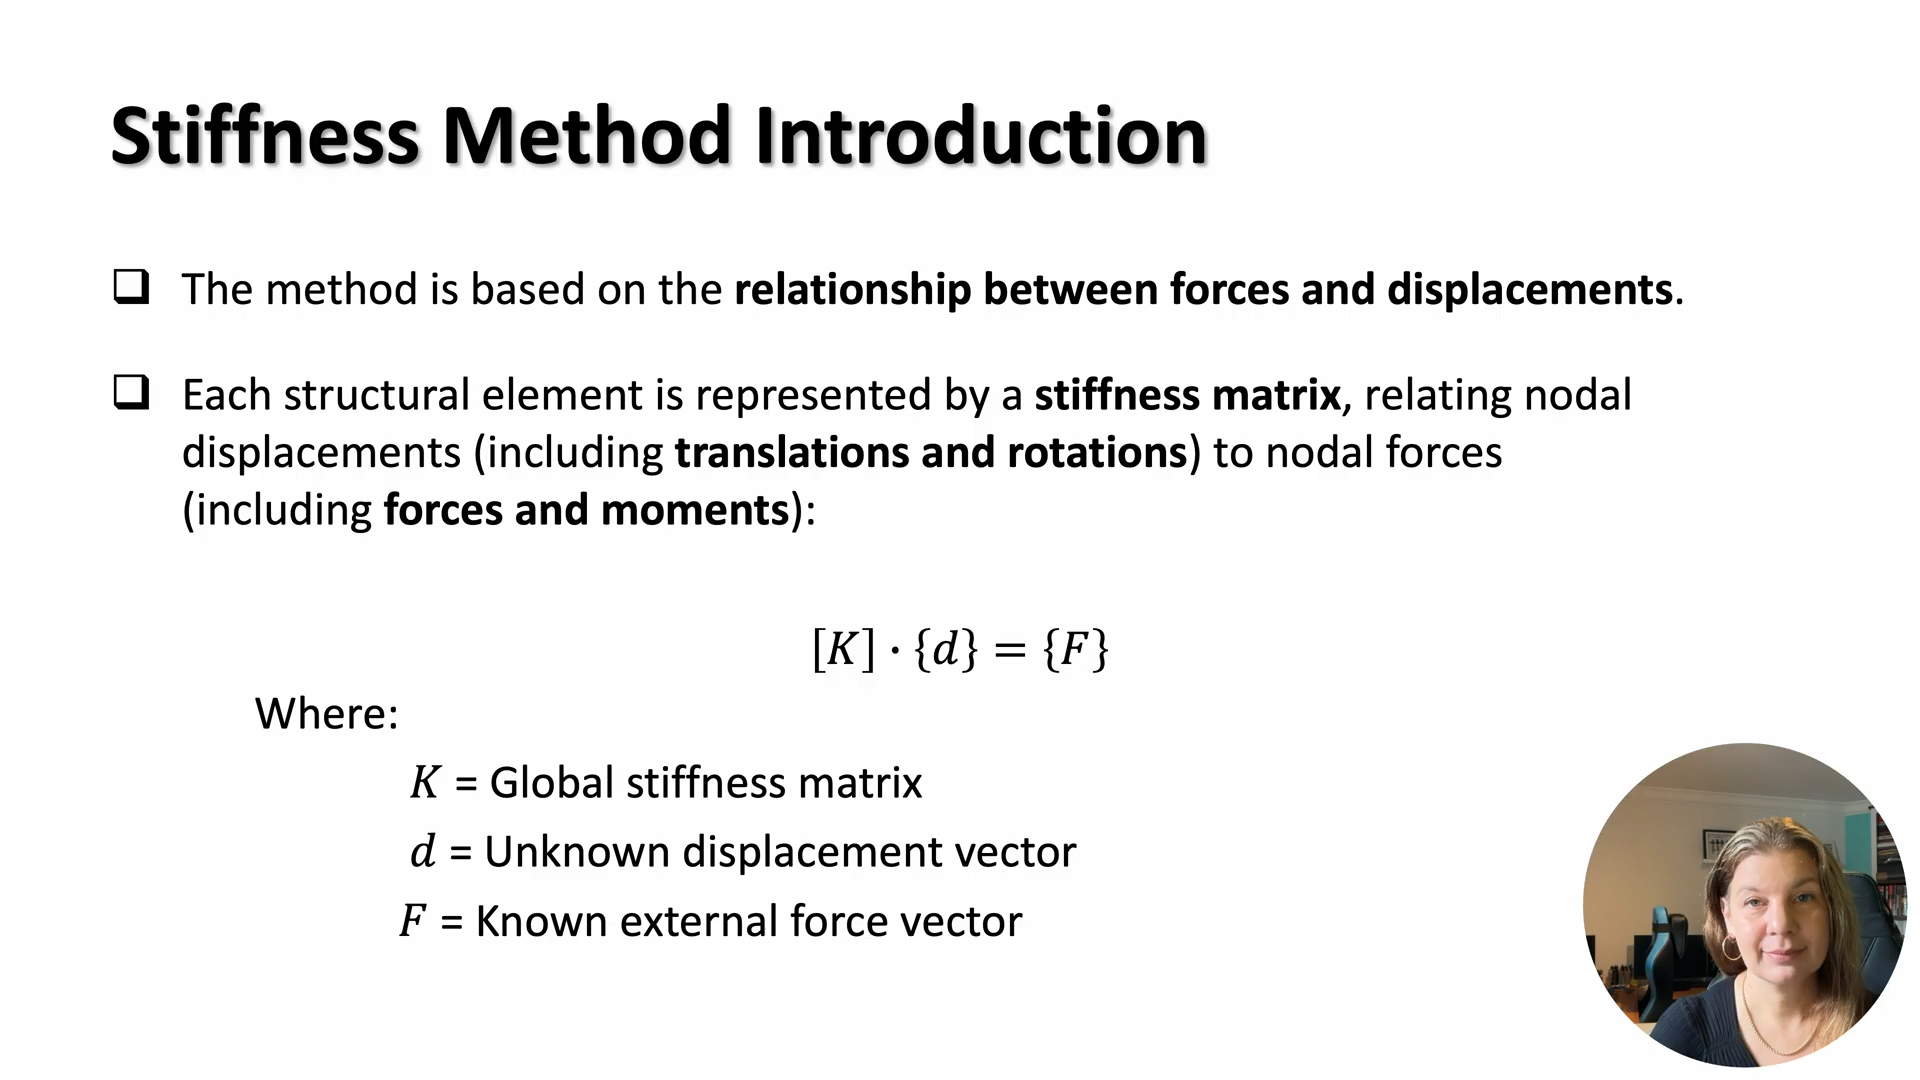 Stiffness Method Introduction
❑ The method is based on the relationship between forces and displacements.
❑ Each structural element is represented by a stiffness matrix, relating nodal
displacements (including translations and rotations) to nodal forces
(including forces and moments):
[K] · {d} = {F}
Where:
K = Global stiffness matrix
d = Unknown displacement vector
F = Known external force vector